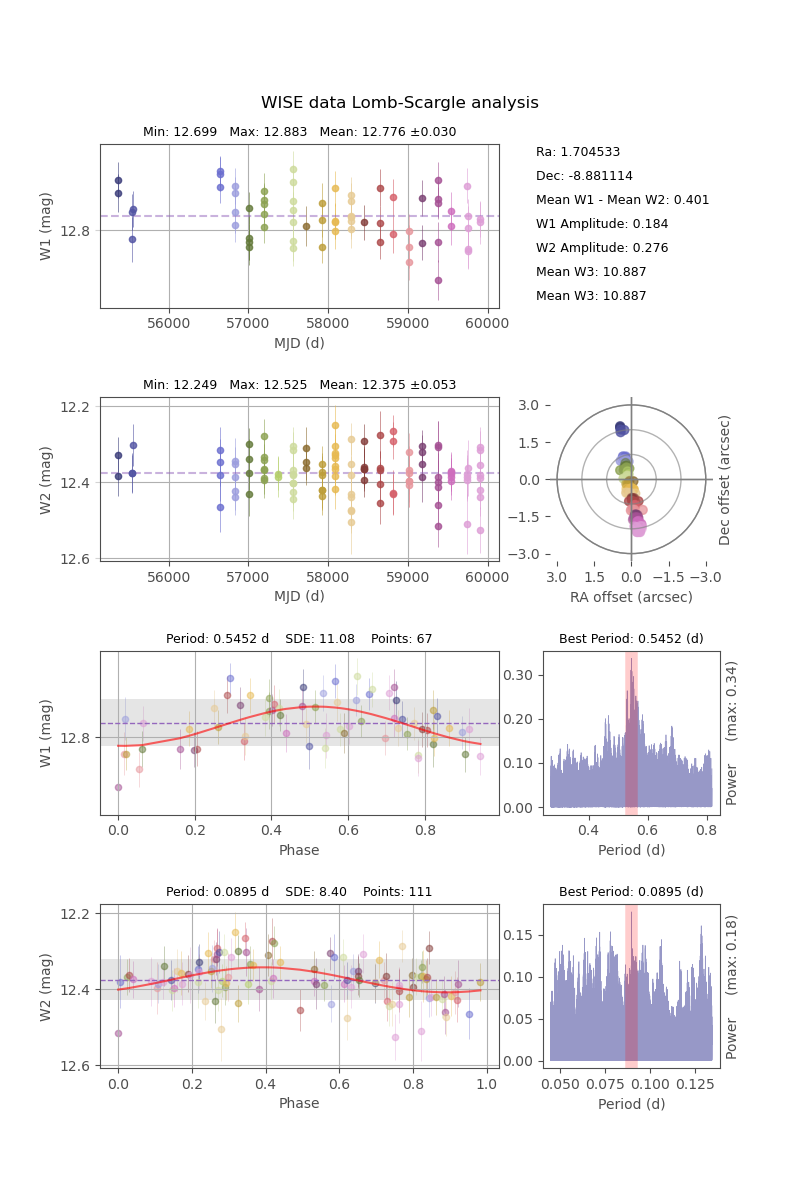 WISE data Lomb-Scargle analysis
Min: 12.699   Max: 12.883   Mean: 12.776 ±0.030
W1 (mag)
12.8
56000 57000 58000 59000 60000
MJD (d)
Ra: 1.704533
Dec: -8.881114
Mean W1 - Mean W2: 0.401
W1 Amplitude: 0.184
W2 Amplitude: 0.276
Mean W3: 10.887
Mean W3: 10.887
Min: 12.249   Max: 12.525   Mean: 12.375 ±0.053
W2 (mag)
12.2
12.4
12.6
56000 57000 58000 59000 60000
MJD (d)
3.0
1.5
0.0
−1.5
−3.0
3.0 1.5 0.0 −1.5 −3.0
RA offset (arcsec)
Dec offset (arcsec)
Period: 0.5452 d    SDE: 11.08    Points: 67
W1 (mag)
12.8
0.0 0.2 0.4 0.6 0.8
Phase
Best Period: 0.5452 (d)
0.30
0.20
0.10
0.00
0.4 0.6 0.8
Period (d)
Power     (max: 0.34)
Period: 0.0895 d    SDE: 8.40    Points: 111
W2 (mag)
12.2
12.4
12.6
0.0 0.2 0.4 0.6 0.8 1.0
Phase
Best Period: 0.0895 (d)
0.15
0.10
0.05
0.00
0.050 0.075 0.100 0.125
Period (d)
Power     (max: 0.18)